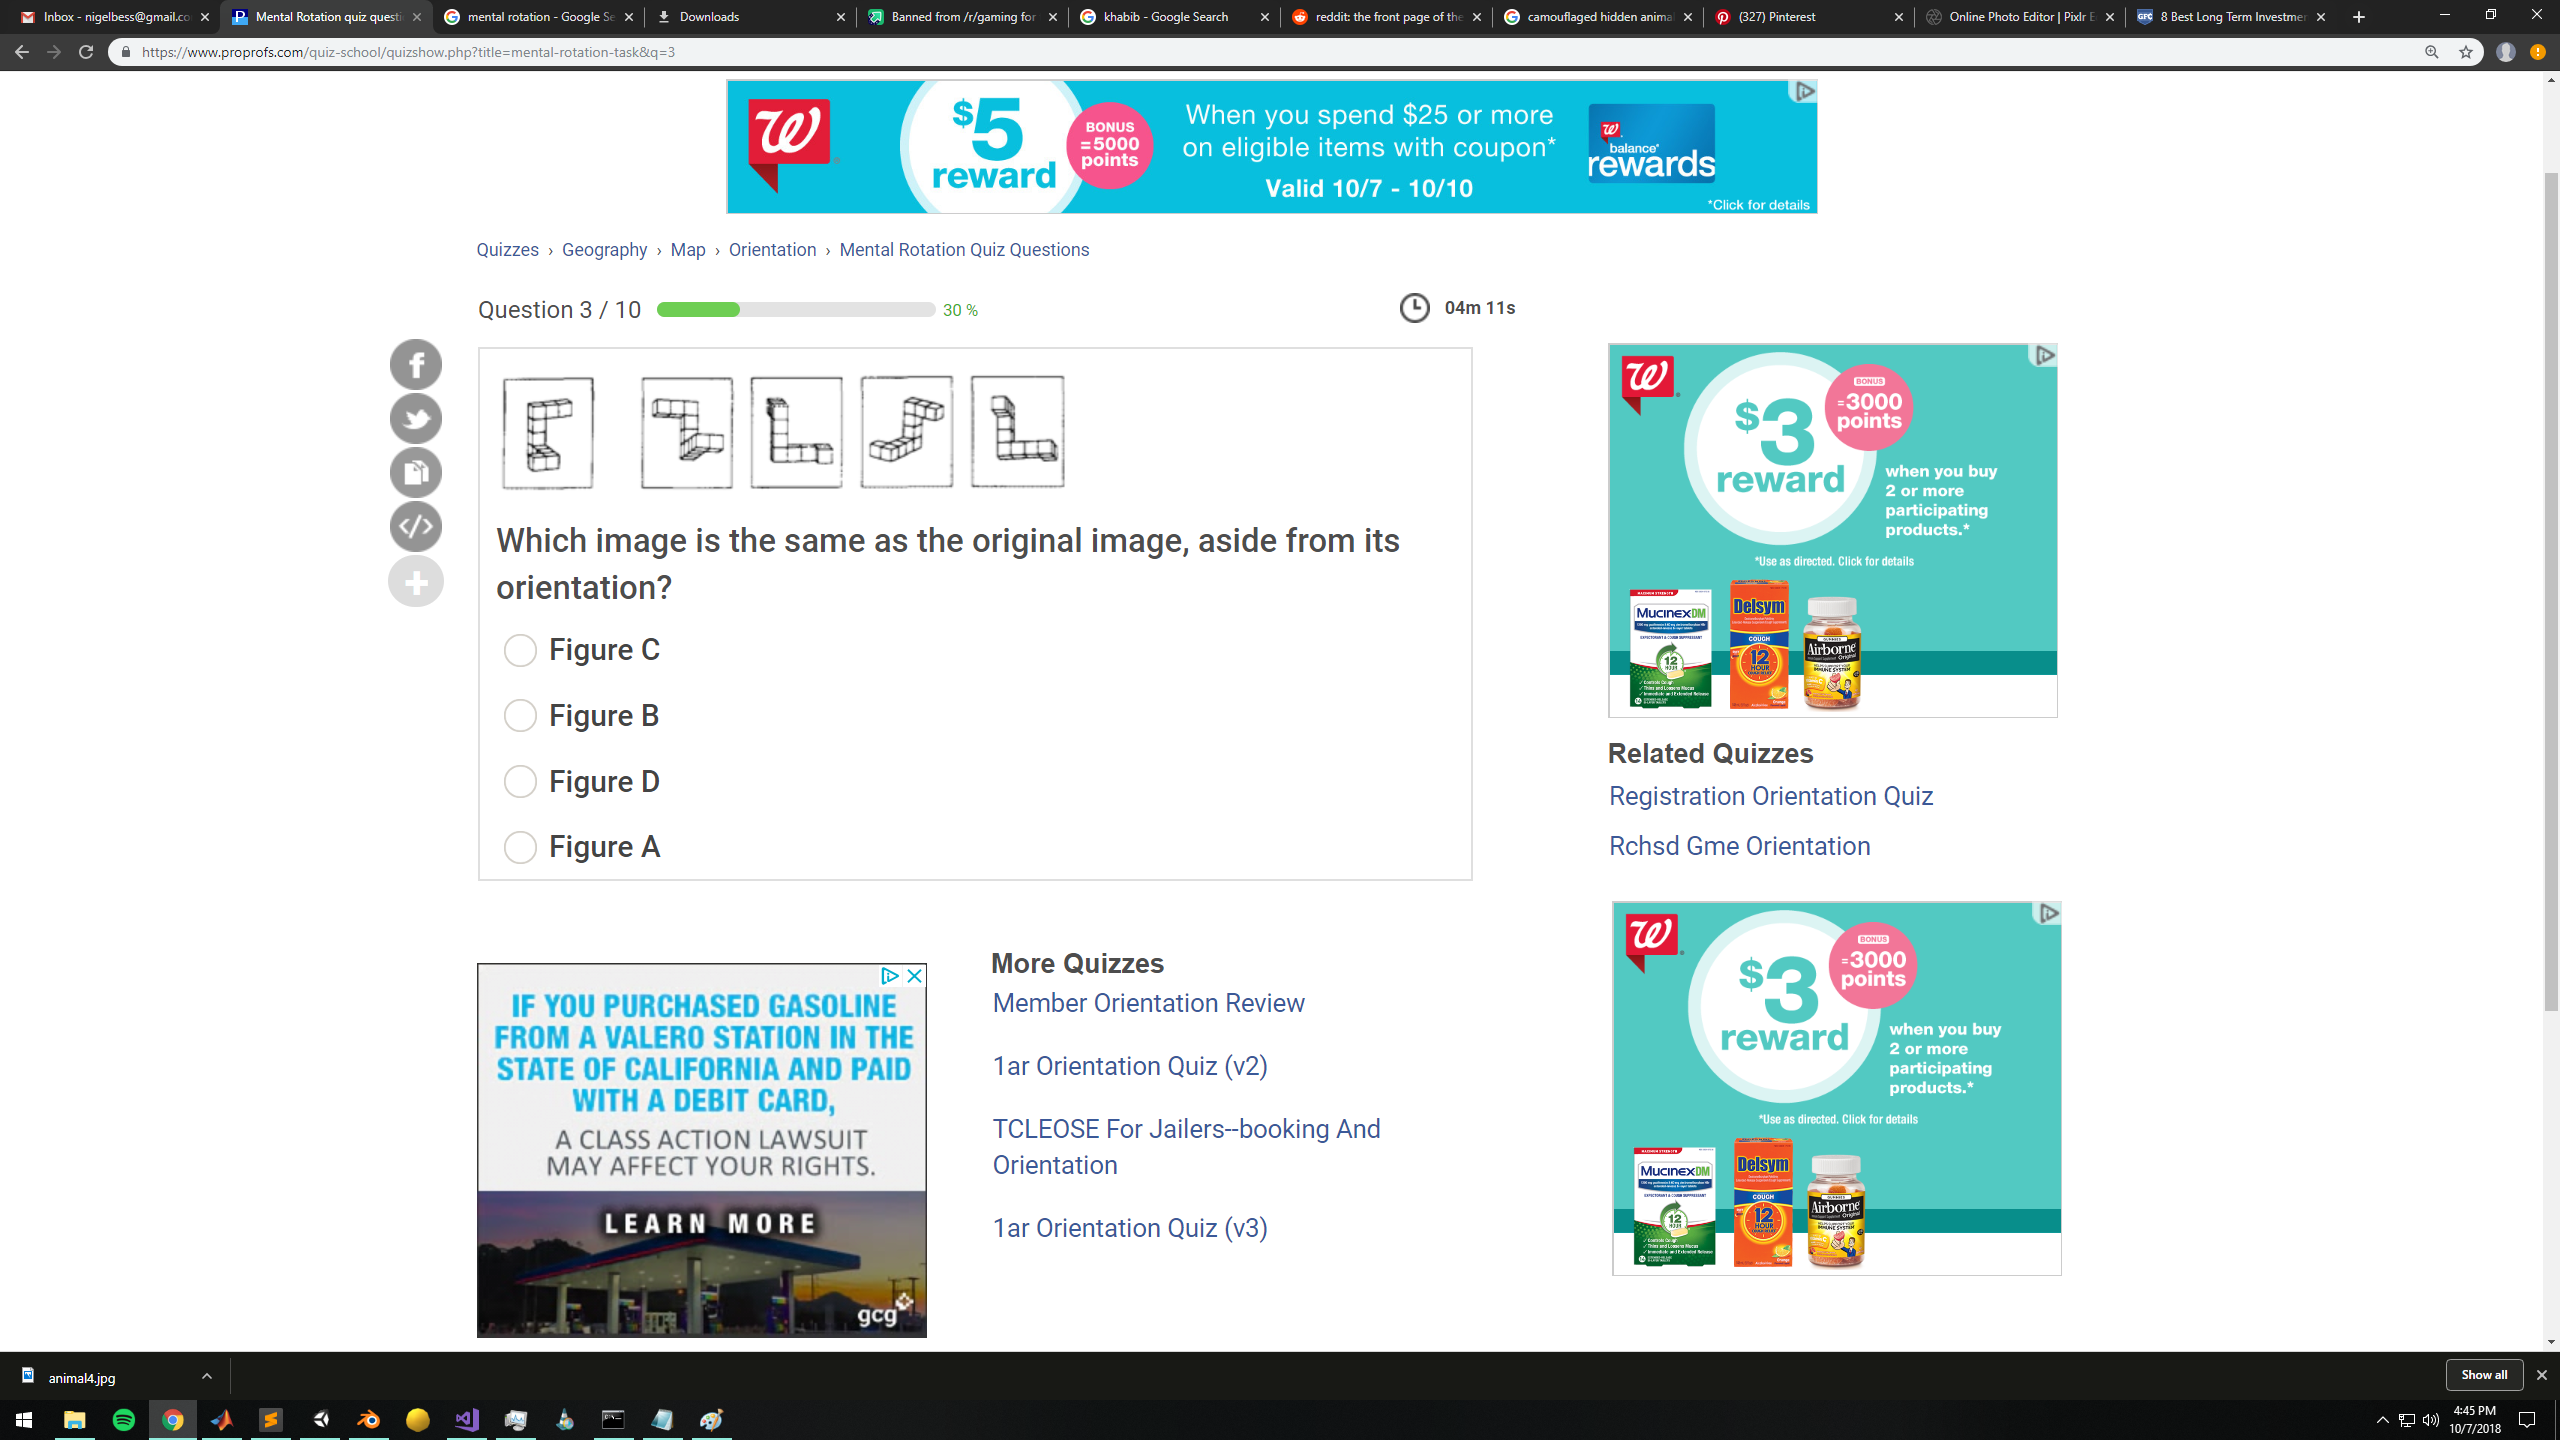 Inbox - nigelbess@gmail.co
Mental Rotation quiz questi
mental rotation - Google Se
Downloads
Banned from /r/gaming for
khabib - Google Search
reddit: the front page of the
camouflaged hidden animal
(327) Pinterest
Online Photo Editor | Pixlr E
GFC 8 Best Long Term Investmen
https://www.proprofs.com/quiz-school/quizshow.php?title=mental-rotation-task&q=3
$5 reward
BONUS
=5000
points
When you spend $25 or more
on eligible items with coupon*
Valid 10/7 - 10/10
balance®
rewards
*Click for details
Quizzes › Geography › Map › Orientation › Mental Rotation Quiz Questions
Question 3 / 10
30 %
04m 11s
Which image is the same as the original image, aside from its
orientation?
Figure C
Figure B
Figure D
Figure A
$3
reward
BONUS
=3000
points
when you buy
2 or more
participating
products.*
*Use as directed. Click for details
Mucinex DM
12
HOUR
Delsym
COUGH
12
HOUR
Airborne
Related Quizzes
Registration Orientation Quiz
Rchsd Gme Orientation
IF YOU PURCHASED GASOLINE
FROM A VALERO STATION IN THE
STATE OF CALIFORNIA AND PAID
WITH A DEBIT CARD,
A CLASS ACTION LAWSUIT
MAY AFFECT YOUR RIGHTS.
LEARN MORE
gcg
More Quizzes
Member Orientation Review
1ar Orientation Quiz (v2)
TCLEOSE For Jailers--booking And
Orientation
1ar Orientation Quiz (v3)
$3
reward
BONUS
=3000
points
when you buy
2 or more
participating
products.*
*Use as directed. Click for details
Mucinex DM
12
HOUR
Delsym
COUGH
12
HOUR
Airborne
animal4.jpg
Show all
4:45 PM
10/7/2018